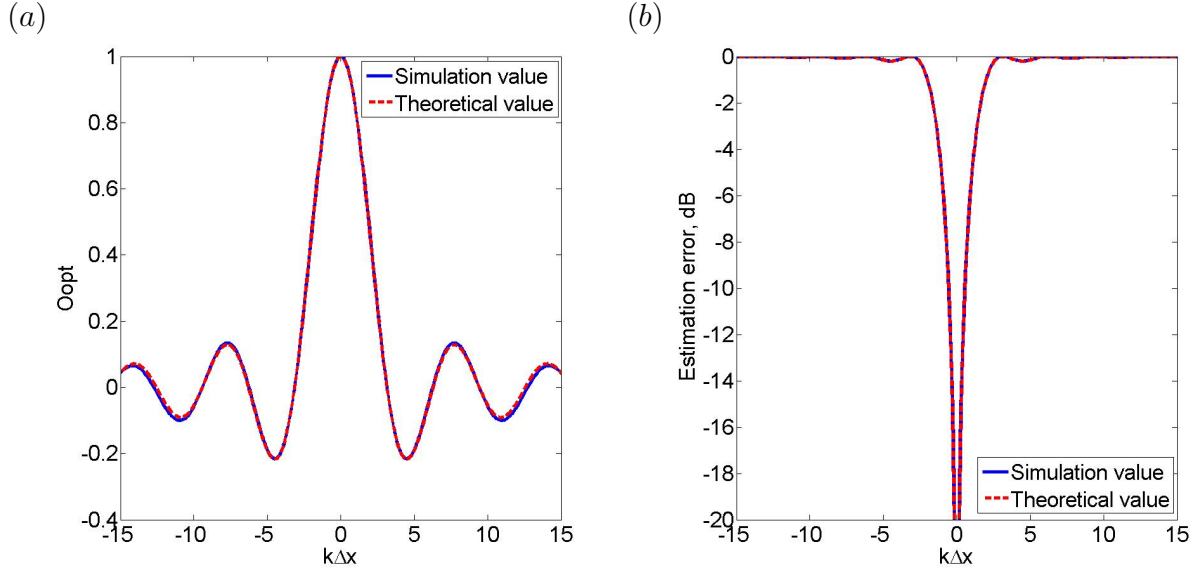 (a)
Simulation value
Theoretical value
1
0.8
0.6
0.4
0.2
0
-0.2
-0.4
Oopt
-15 -10 -5 0 5 10 15
kΔx
(b)
0
-2
-4
-6
-8
-10
-12
-14
-16
-18
-20
Estimation error, dB
Simulation value
Theoretical value
-15 -10 -5 0 5 10 15
kΔx